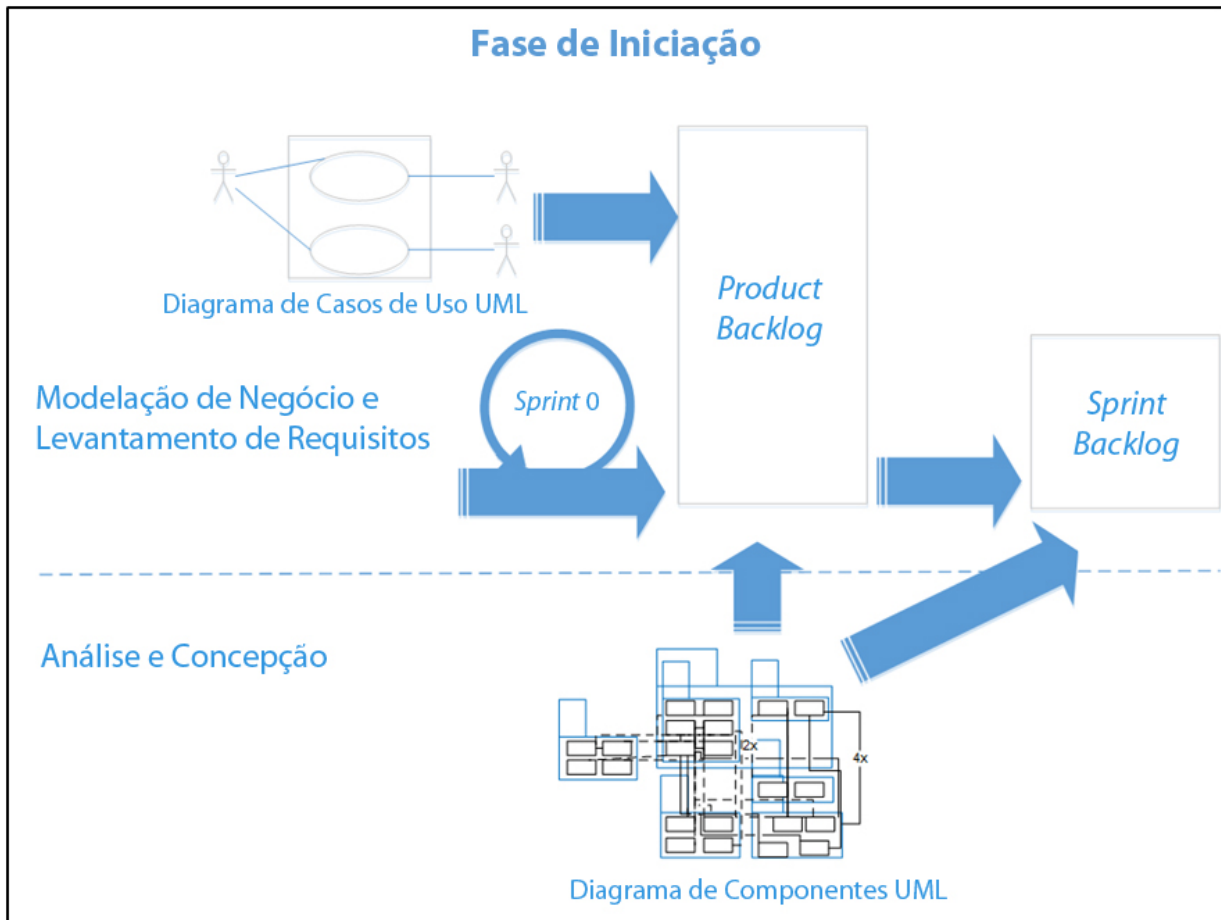 Fase de Iniciação
Diagrama de Casos de Uso UML
Product
Backlog
Sprint 0
Modelação de Negócio e
Levantamento de Requisitos
Sprint
Backlog
Análise e Concepção
2x
4x
Diagrama de Componentes UML